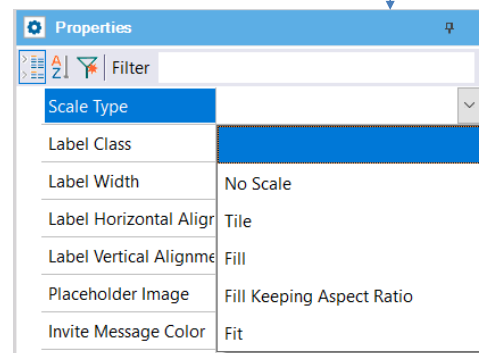 Properties
A
Z
Filter
Scale Type
Label Class
Label Width
No Scale
Label Horizontal Alignr
Tile
Label Vertical Alignme
Fill
Placeholder Image
Fill Keeping Aspect Ratio
Invite Message Color
Fit